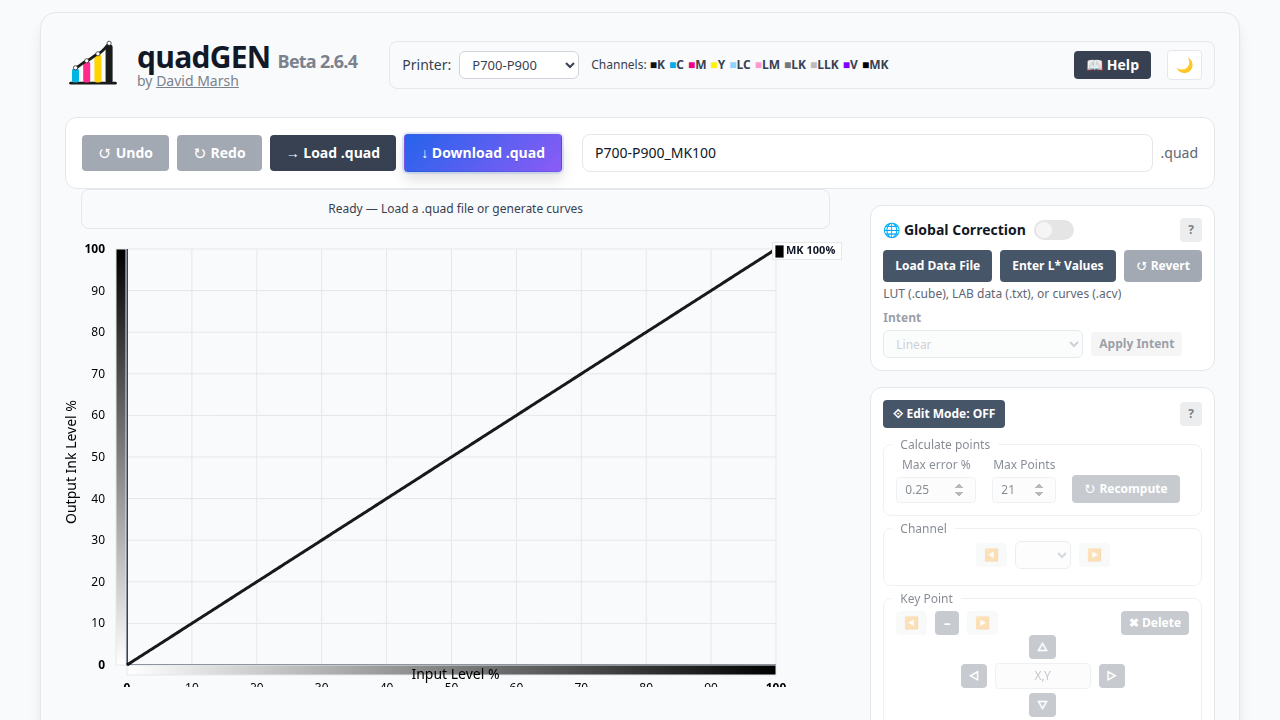 quadGEN Beta 2.6.4
by David Marsh
Printer: P700-P900 Channels: K C M Y LC LM LK LLK V MK
📖 Help 🌙
↺ Undo ↻ Redo → Load .quad ↓ Download .quad P700-P900_MK100 .quad
Ready — Load a .quad file or generate curves
MK 100%
100
90
80
70
60
50
40
30
20
10
0
Output Ink Level %
Input Level %
0 10 20 30 40 50 60 70 80 90 100
🌐 Global Correction ?
Load Data File Enter L* Values ↺ Revert
LUT (.cube), LAB data (.txt), or curves (.acv)
Intent
Linear Apply Intent
⟐ Edit Mode: OFF ?
Calculate points
Max error % Max Points
0.25 21 ↻ Recompute
Channel
Key Point
– ✖ Delete
X,Y